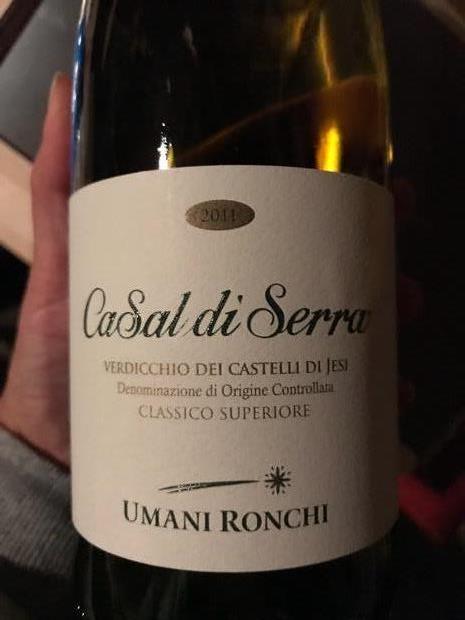 2011
CaSal di Serra
VERDICCHIO DEI CASTELLI DI JESI
Denominazione di Origine Controllata
CLASSICO SUPERIORE
UMANI RONCHI